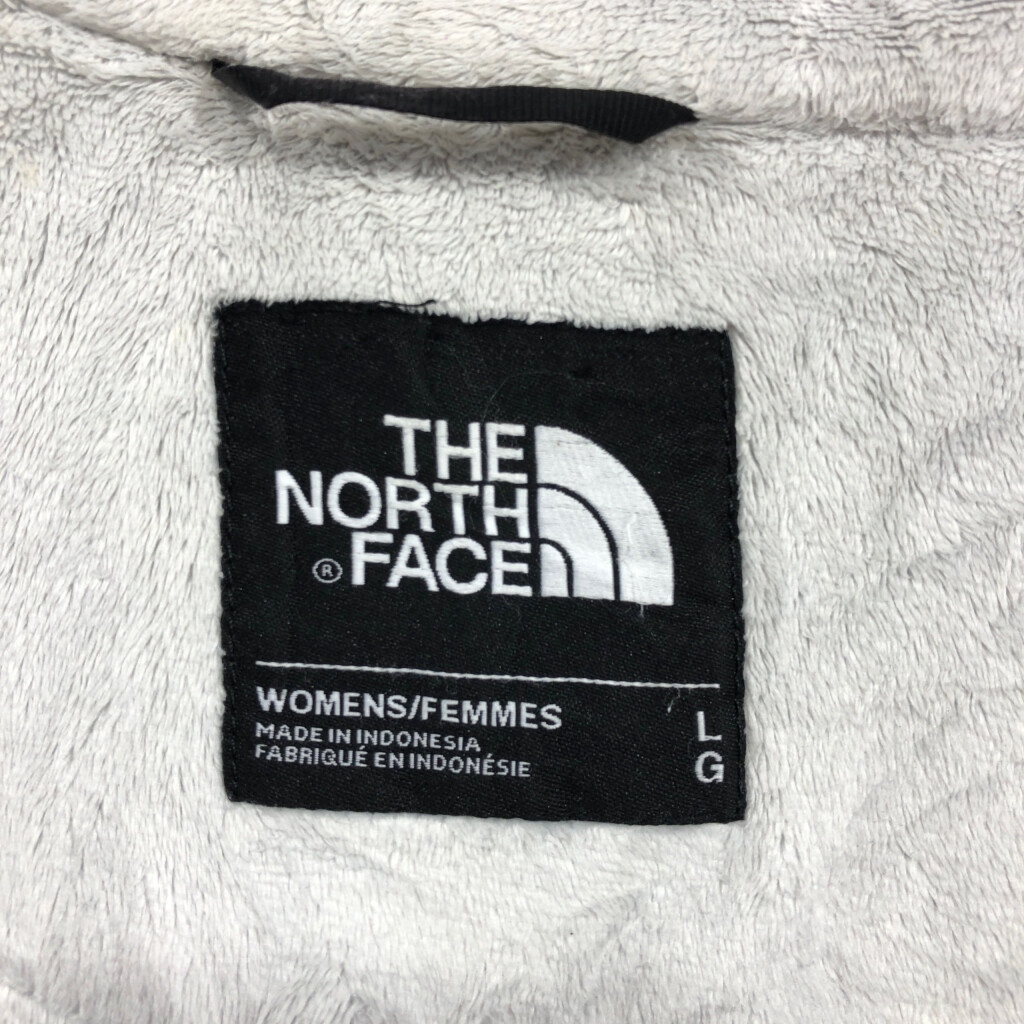 THE
NORTH
® FACE
WOMENS/FEMMES
MADE IN INDONESIA
FABRIQUÉ EN INDONÉSIE
L
G